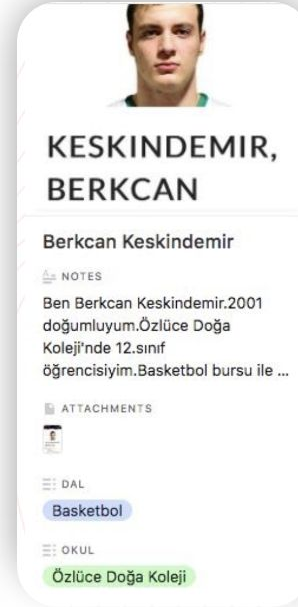 KESKINDEMIR,
BERKCAN
Berkcan Keskindemir
NOTES
Ben Berkcan Keskindemir.2001
doğumluyum.Özlüce Doğa
Koleji'nde 12.sınıf
öğrencisiyim.Basketbol bursu ile ...
ATTACHMENTS
DAL
Basketbol
OKUL
Özlüce Doğa Koleji